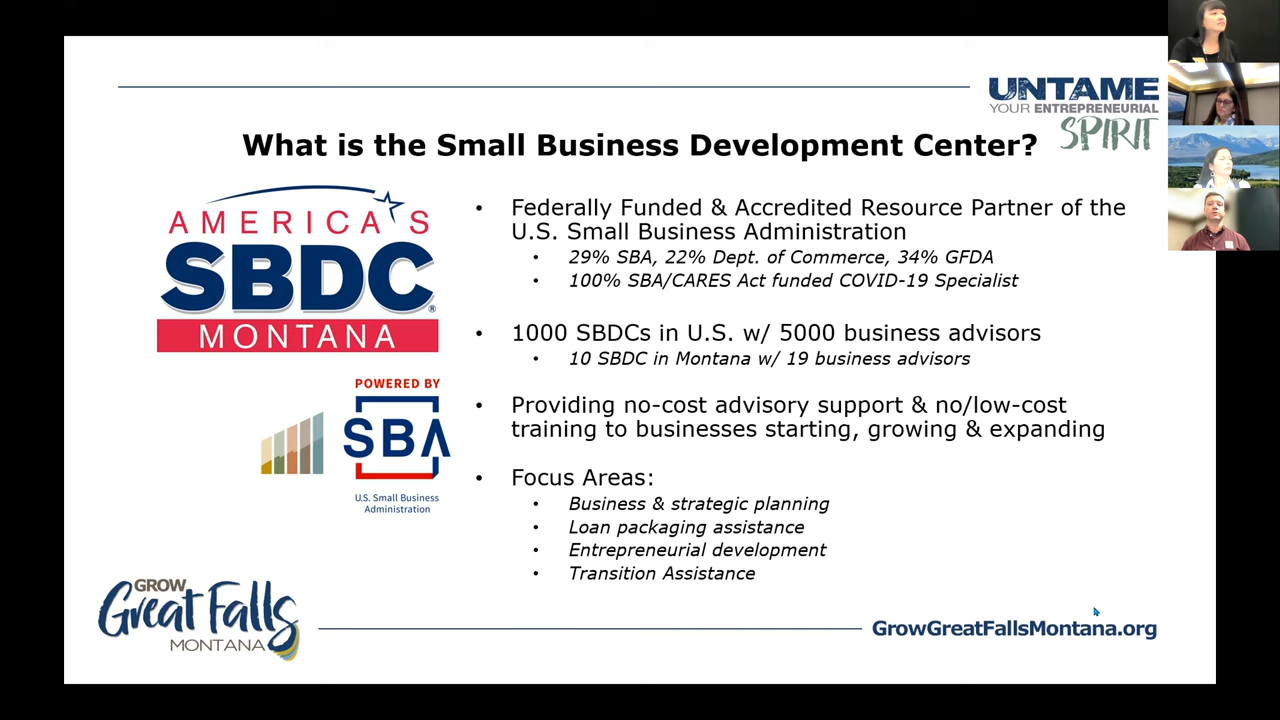 UNTAME
YOUR ENTREPRENEURIAL
SPIRIT
What is the Small Business Development Center?
AMERICA'S
SBDC®
MONTANA
POWERED BY
SBA
U.S. Small Business
Administration
• Federally Funded & Accredited Resource Partner of the
U.S. Small Business Administration
• 29% SBA, 22% Dept. of Commerce, 34% GFDA
• 100% SBA/CARES Act funded COVID-19 Specialist
• 1000 SBDCs in U.S. w/ 5000 business advisors
• 10 SBDC in Montana w/ 19 business advisors
• Providing no-cost advisory support & no/low-cost
training to businesses starting, growing & expanding
• Focus Areas:
• Business & strategic planning
• Loan packaging assistance
• Entrepreneurial development
• Transition Assistance
GROW
Great Falls
MONTANA
GrowGreatFallsMontana.org